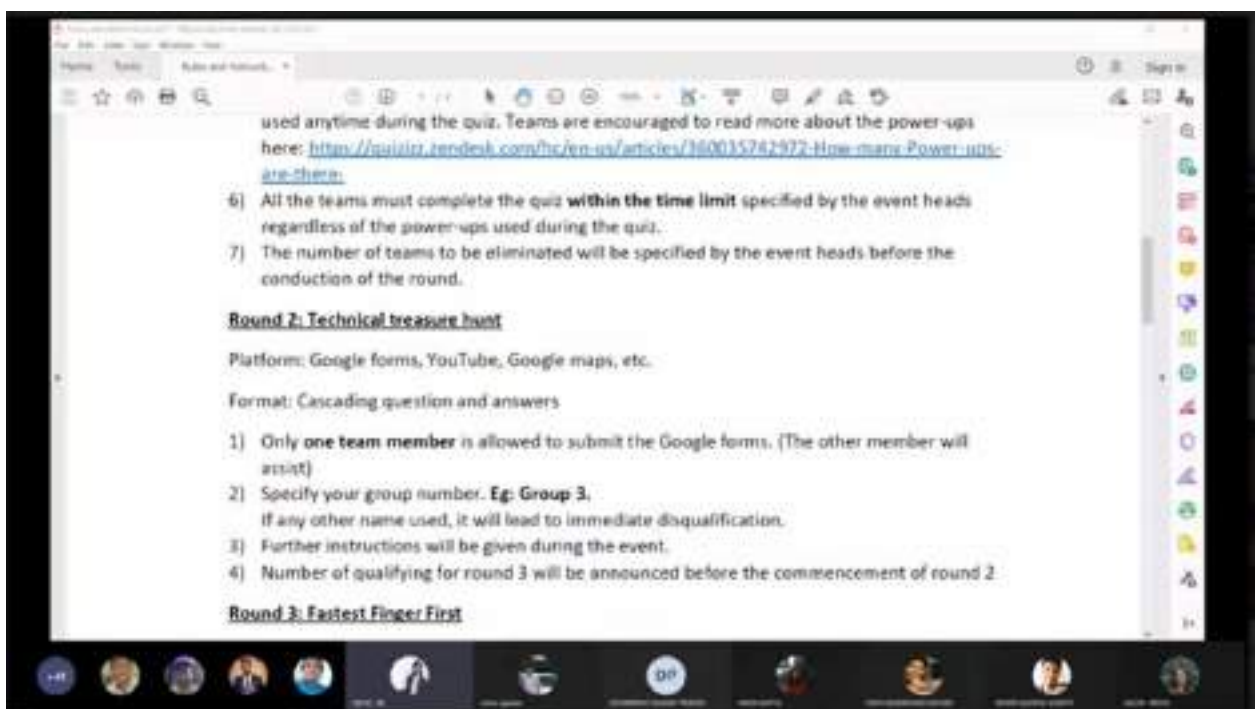 Home Tools
Sign In
used anytime during the quiz. Teams are encouraged to read more about the power-ups
here: https://quizizz.zendesk.com/hc/en-us/articles/360035742972-How-many-Power-ups-
are-there-
6) All the teams must complete the quiz within the time limit specified by the event heads
regardless of the power-ups used during the quiz.
7) The number of teams to be eliminated will be specified by the event heads before the
conduction of the round.
Round 2: Technical treasure hunt
Platform: Google forms, YouTube, Google maps, etc.
Format: Cascading question and answers
1) Only one team member is allowed to submit the Google forms. (The other member will
assist)
2) Specify your group number. Eg: Group 3.
If any other name used, it will lead to immediate disqualification.
3) Further instructions will be given during the event.
4) Number of qualifying for round 3 will be announced before the commencement of round 2
Round 3: Fastest Finger First
DP